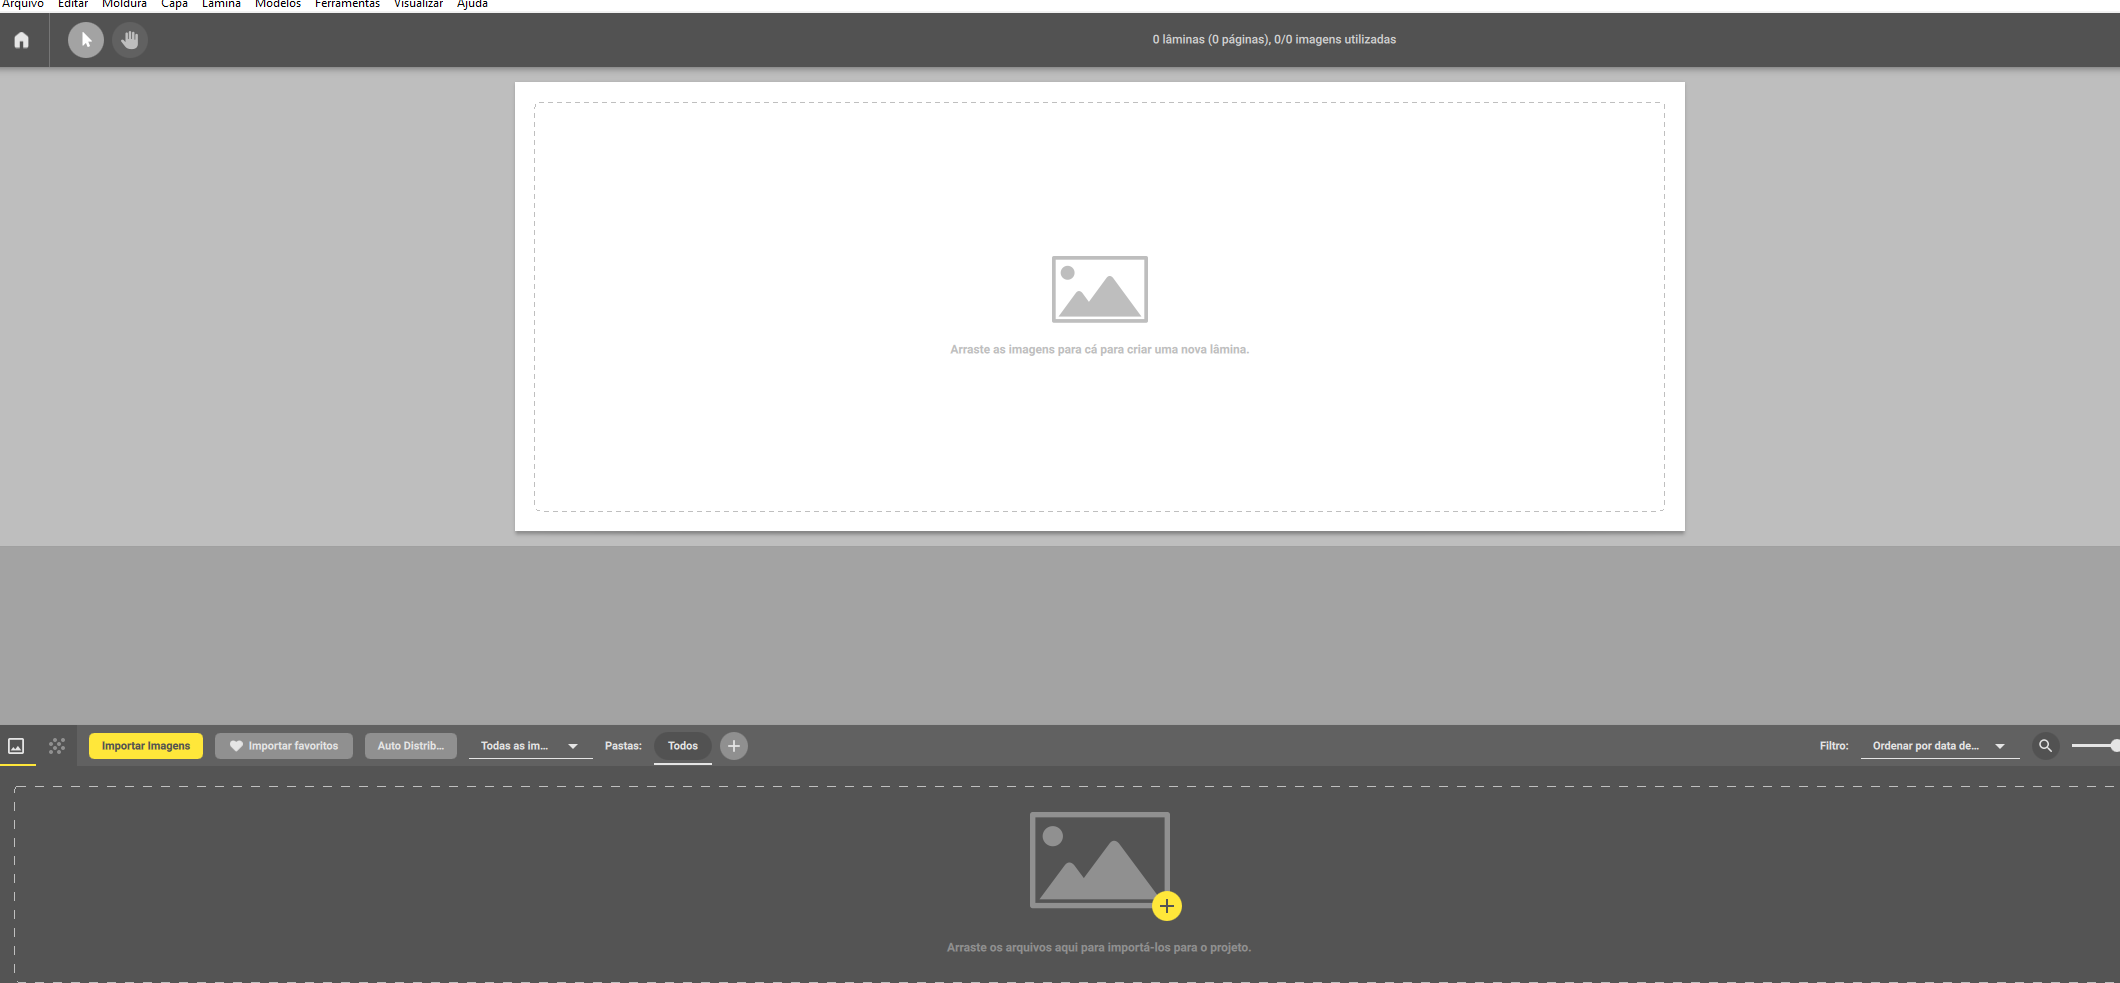 Arquivo Editar Moldura Capa Lâmina Modelos Ferramentas Visualizar Ajuda
0 lâminas (0 páginas), 0/0 imagens utilizadas
Arraste as imagens para cá para criar uma nova lâmina.
Importar Imagens Importar favoritos Auto Distrib... Todas as im... Pastas: Todos Filtro: Ordenar por data de...
Arraste os arquivos aqui para importá-los para o projeto.